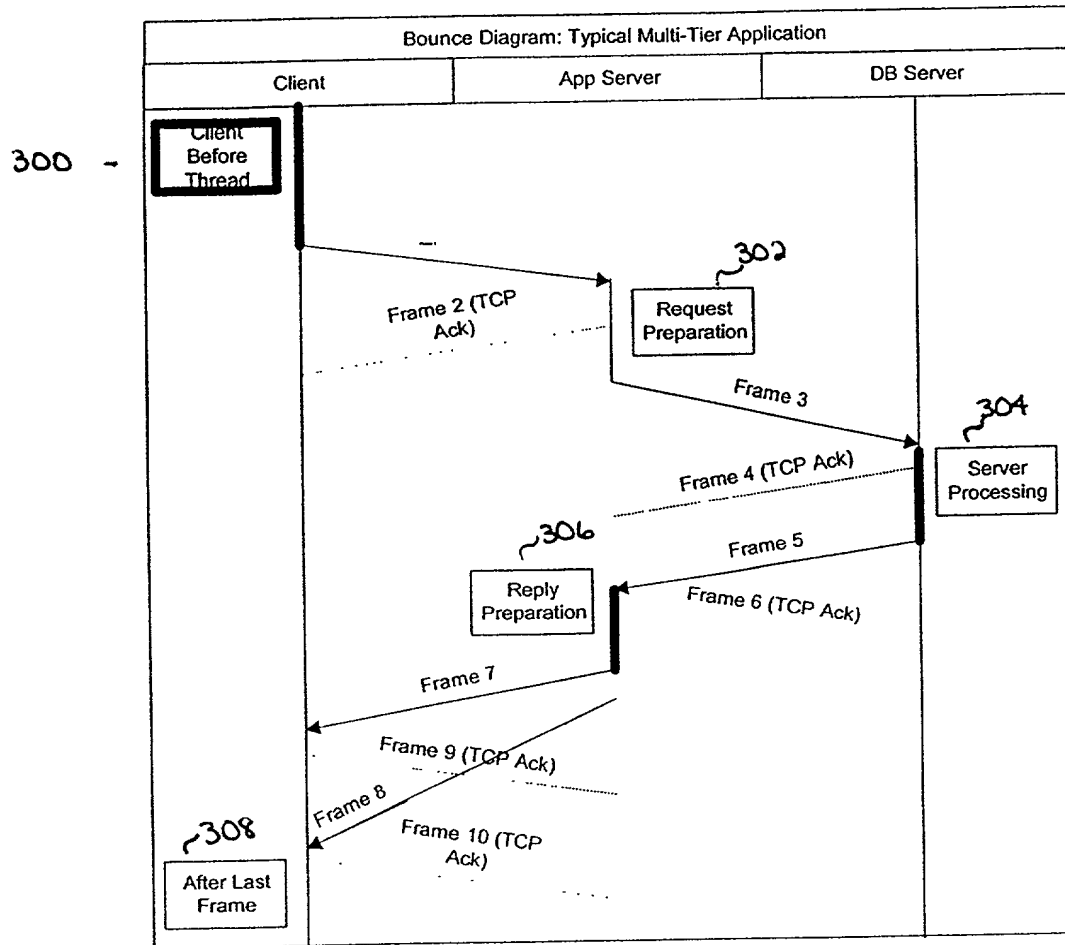 Bounce Diagram: Typical Multi-Tier Application
Client
App Server
DB Server
300 -
Client
Before
Thread
302
Frame 2 (TCP
Ack)
Request
Preparation
Frame 3
304
Frame 4 (TCP Ack)
Server
Processing
306
Frame 5
Reply
Preparation
Frame 6 (TCP Ack)
Frame 7
Frame 9 (TCP Ack)
Frame 8
308
Frame 10 (TCP
Ack)
After Last
Frame